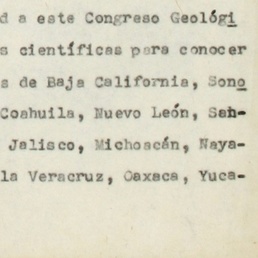 d a este Congreso Geológi
s científicas para conocer
s de Baja California, Sono
Coahuila, Nuevo León, San-
Jalisco, Michoacán, Naya-
la Veracruz, Oaxaca, Yuca-